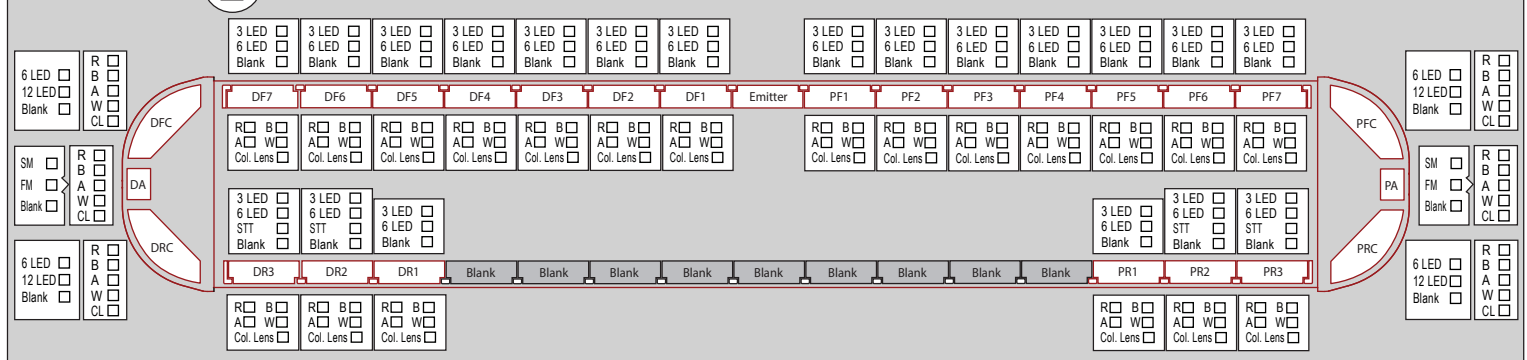 3 LED 3 LED 3 LED 3 LED 3 LED 3 LED 3 LED 3 LED 3 LED 3 LED 3 LED 3 LED 3 LED 3 LED
6 LED 6 LED 6 LED 6 LED 6 LED 6 LED 6 LED 6 LED 6 LED 6 LED 6 LED 6 LED 6 LED 6 LED
Blank Blank Blank Blank Blank Blank Blank Blank Blank Blank Blank Blank Blank Blank
6 LED
12 LED
Blank
R
B
A
W
CL
DFC
DF7 DF6 DF5 DF4 DF3 DF2 DF1 Emitter PF1 PF2 PF3 PF4 PF5 PF6 PF7
PFC
6 LED
12 LED
Blank
R
B
A
W
CL
R B R B R B R B R B R B R B R B R B R B R B R B R B R B
A W A W A W A W A W A W A W A W A W A W A W A W A W A W
Col. Lens Col. Lens Col. Lens Col. Lens Col. Lens Col. Lens Col. Lens Col. Lens Col. Lens Col. Lens Col. Lens Col. Lens Col. Lens Col. Lens
SM
FM
Blank
R
B
A
W
CL
DA
PA
SM
FM
Blank
R
B
A
W
CL
3 LED
6 LED
STT
Blank
3 LED
6 LED
STT
Blank
3 LED
6 LED
Blank
3 LED
6 LED
Blank
3 LED
6 LED
STT
Blank
3 LED
6 LED
STT
Blank
6 LED
12 LED
Blank
R
B
A
W
CL
DRC
DR3 DR2 DR1 Blank Blank Blank Blank Blank Blank Blank Blank Blank PR1 PR2 PR3
PRC
6 LED
12 LED
Blank
R
B
A
W
CL
R B R B R B R B R B R B
A W A W A W A W A W A W
Col. Lens Col. Lens Col. Lens Col. Lens Col. Lens Col. Lens